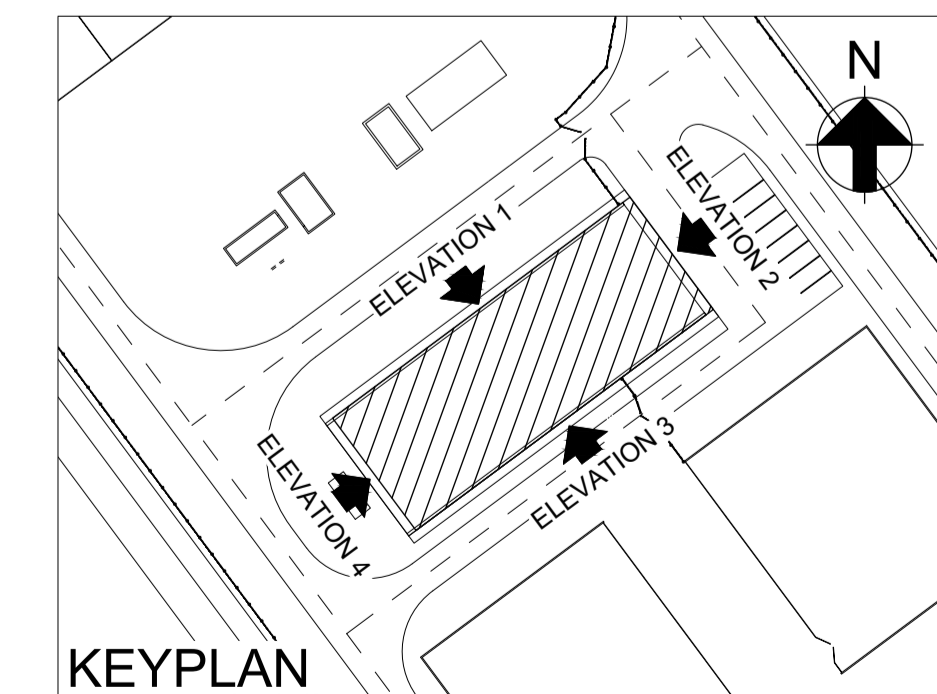 N
ELEVATION 1
ELEVATION 2
ELEVATION 3
ELEVATION 4
KEYPLAN